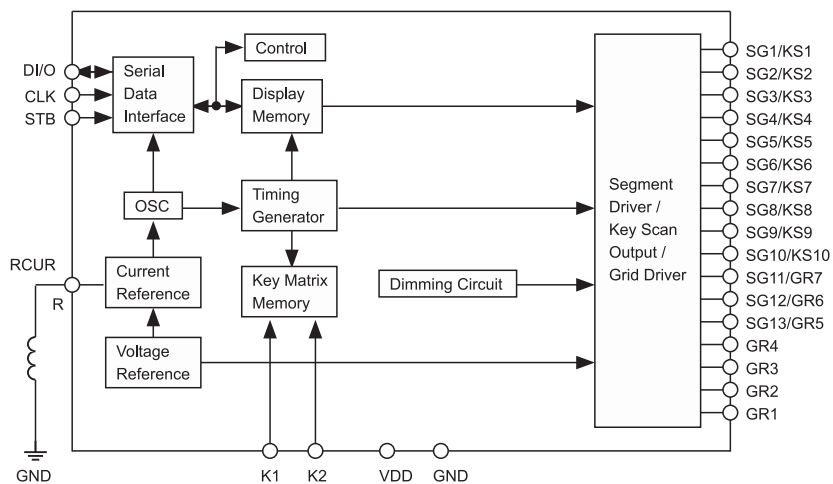 Control
DI/O
Serial
Data
Interface
CLK
STB
Display
Memory
OSC
Timing
Generator
RCUR
R
Current
Reference
Key Matrix
Memory
Dimming Circuit
Voltage
Reference
Segment
Driver /
Key Scan
Output /
Grid Driver
SG1/KS1
SG2/KS2
SG3/KS3
SG4/KS4
SG5/KS5
SG6/KS6
SG7/KS7
SG8/KS8
SG9/KS9
SG10/KS10
SG11/GR7
SG12/GR6
SG13/GR5
GR4
GR3
GR2
GR1
GND
K1
K2
VDD
GND